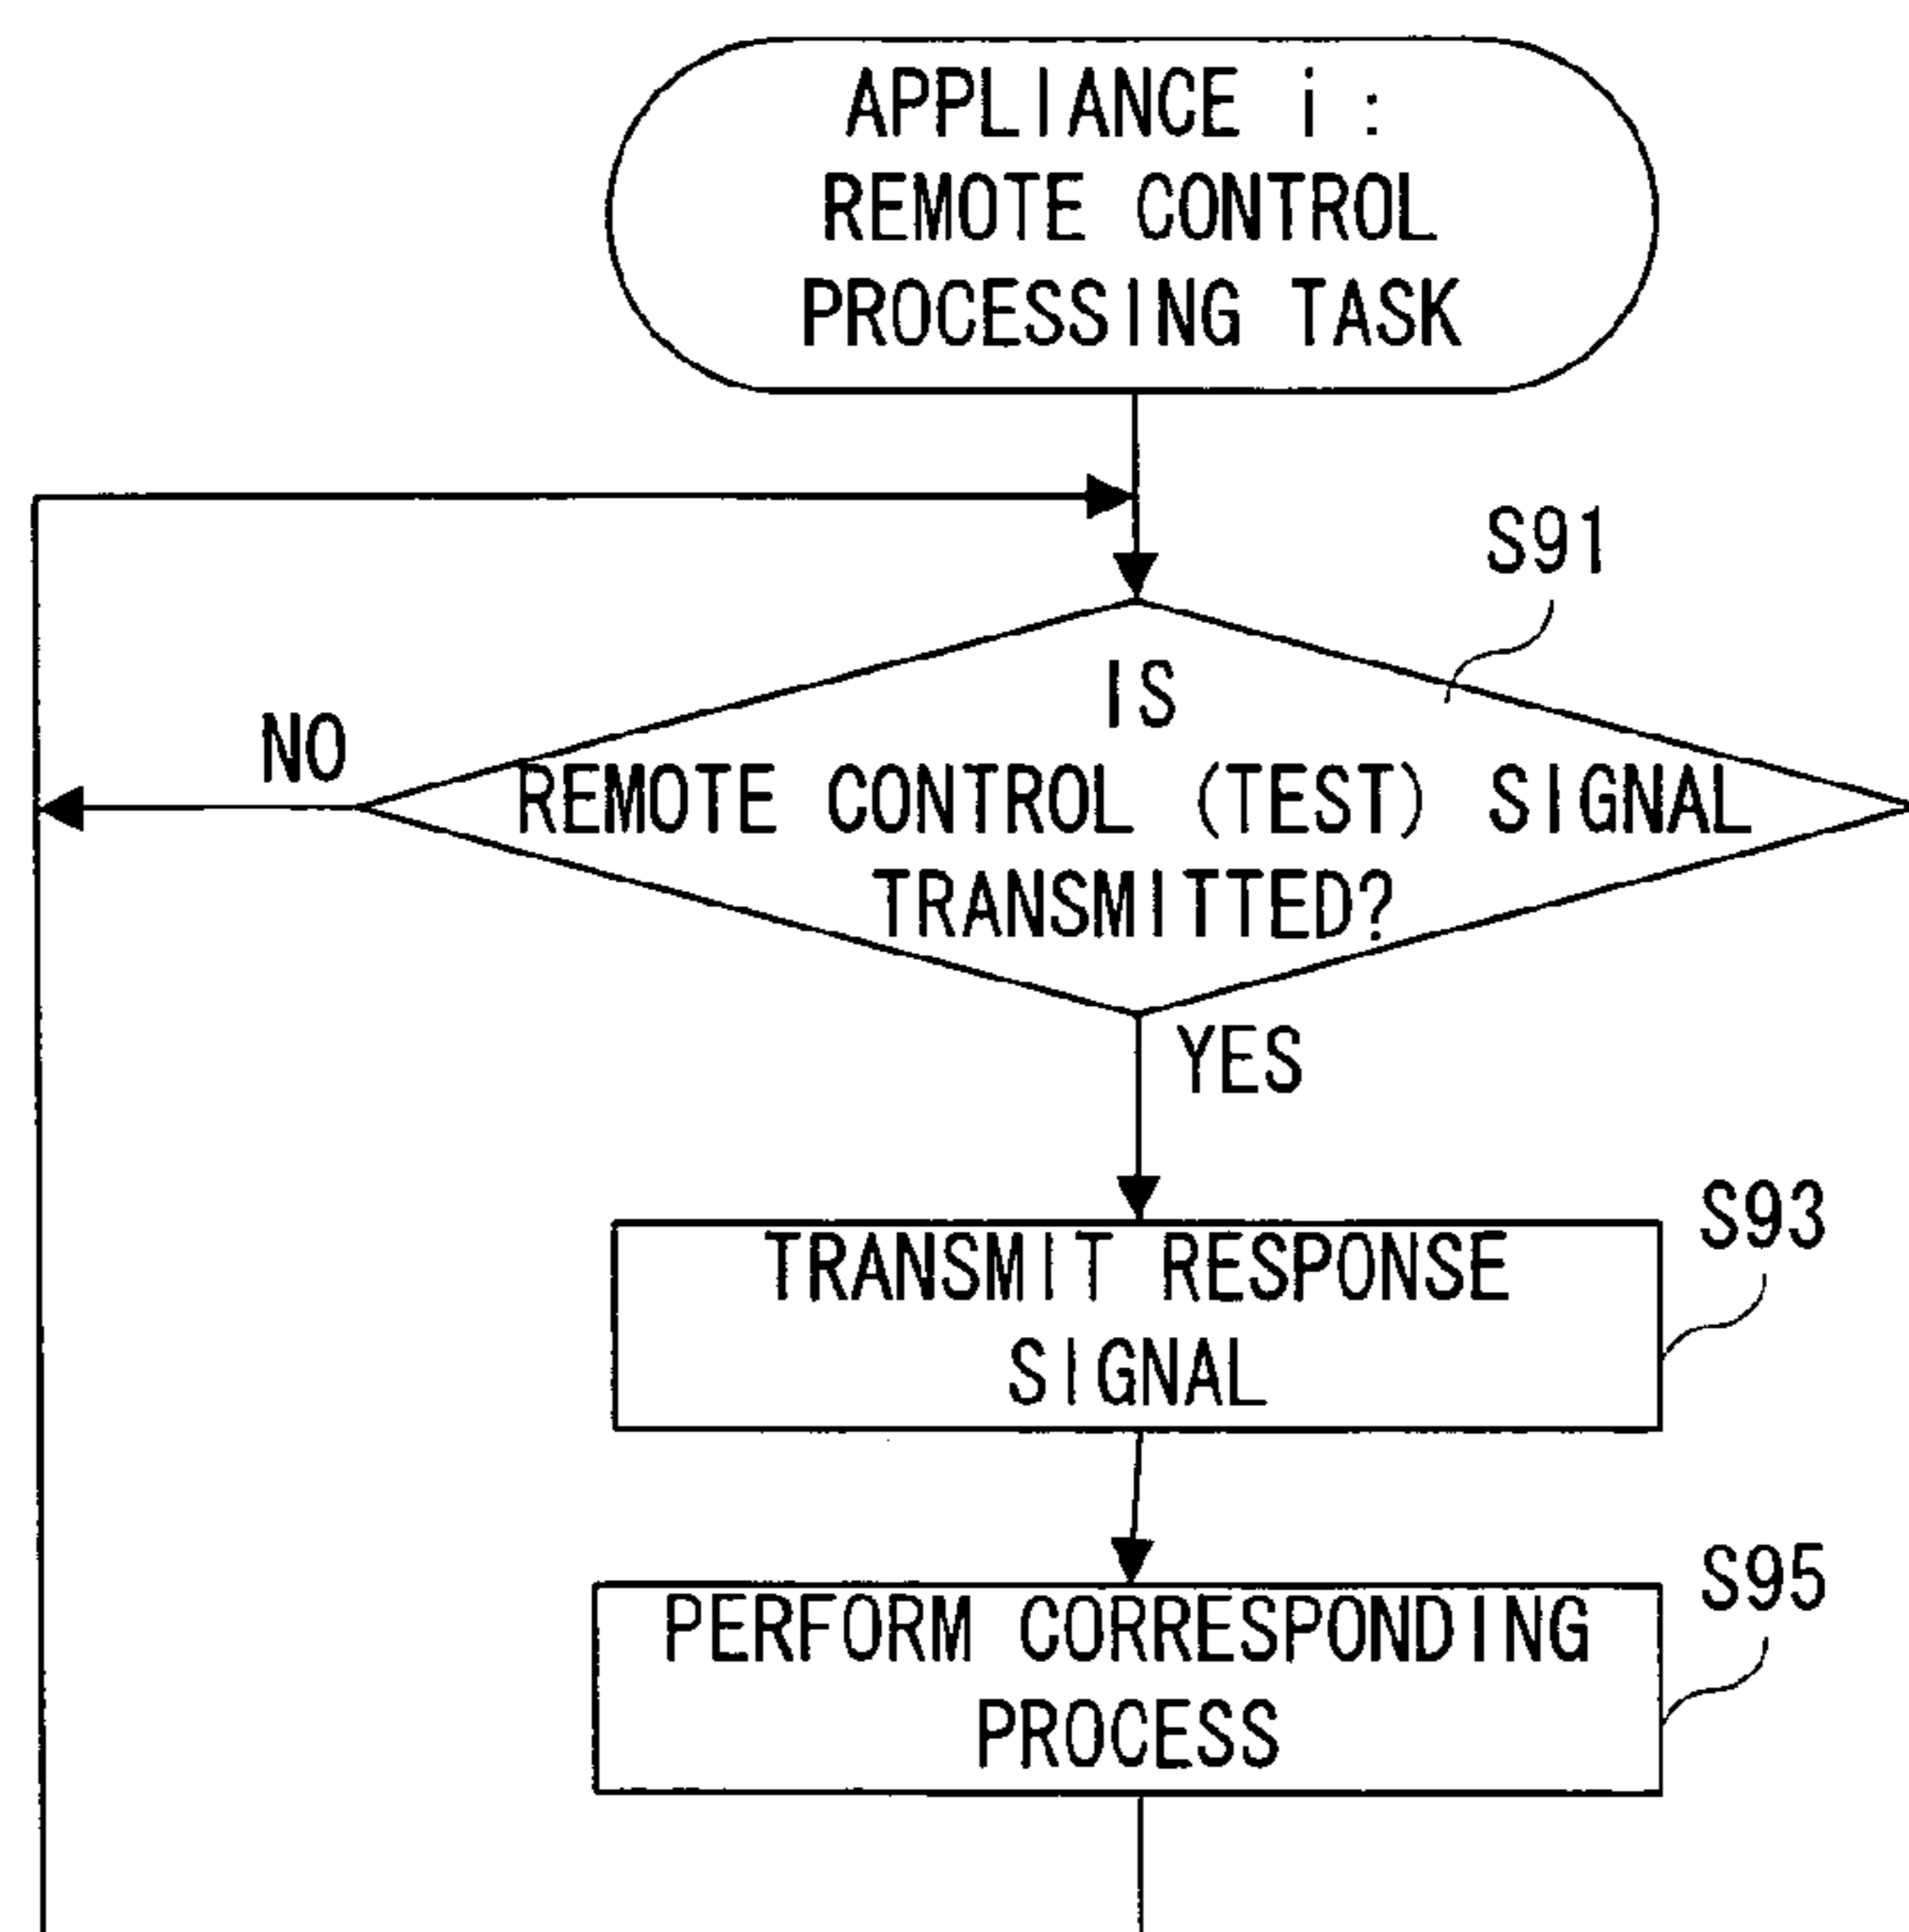 APPLIANCE i :
REMOTE CONTROL
PROCESSING TASK
S91
IS
REMOTE CONTROL (TEST) SIGNAL
TRANSMITTED?
NO
YES
S93
TRANSMIT RESPONSE
SIGNAL
S95
PERFORM CORRESPONDING
PROCESS